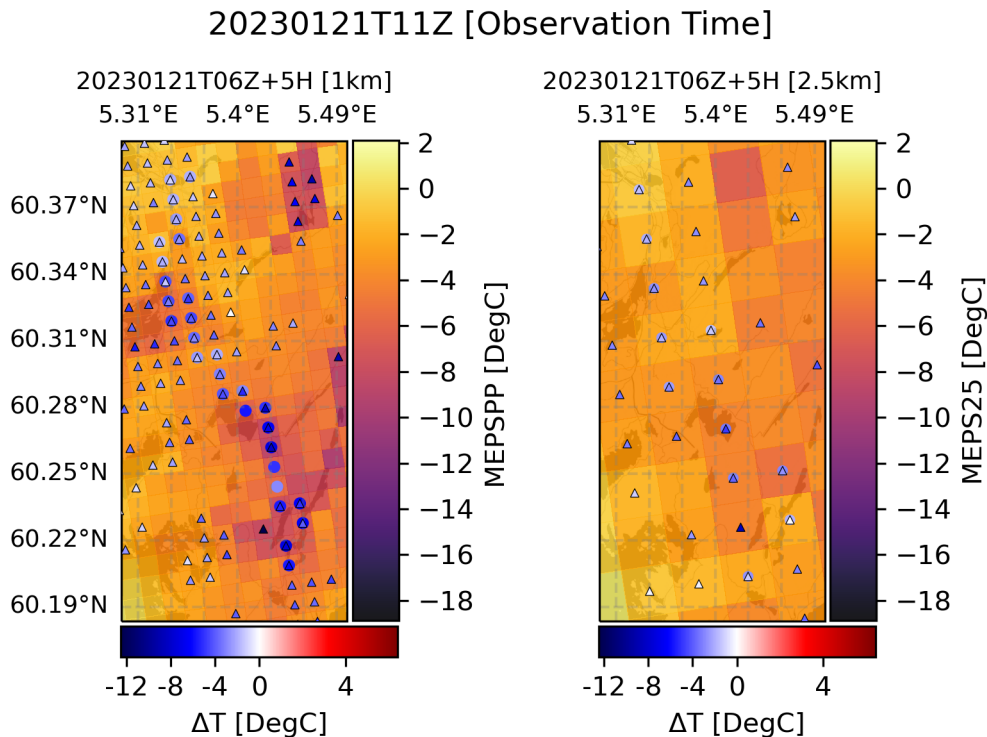 20230121T11Z [Observation Time]
20230121T06Z+5H [1km]
5.31°E 5.4°E 5.49°E
60.37°N
60.34°N
60.31°N
60.28°N
60.25°N
60.22°N
60.19°N
2
0
−2
−4
−6
−8
−10
−12
−14
−16
−18
MEPSPP [DegC]
-12 -8 -4 0 4
ΔT [DegC]
20230121T06Z+5H [2.5km]
5.31°E 5.4°E 5.49°E
2
0
−2
−4
−6
−8
−10
−12
−14
−16
−18
MEPS25 [DegC]
-12 -8 -4 0 4
ΔT [DegC]